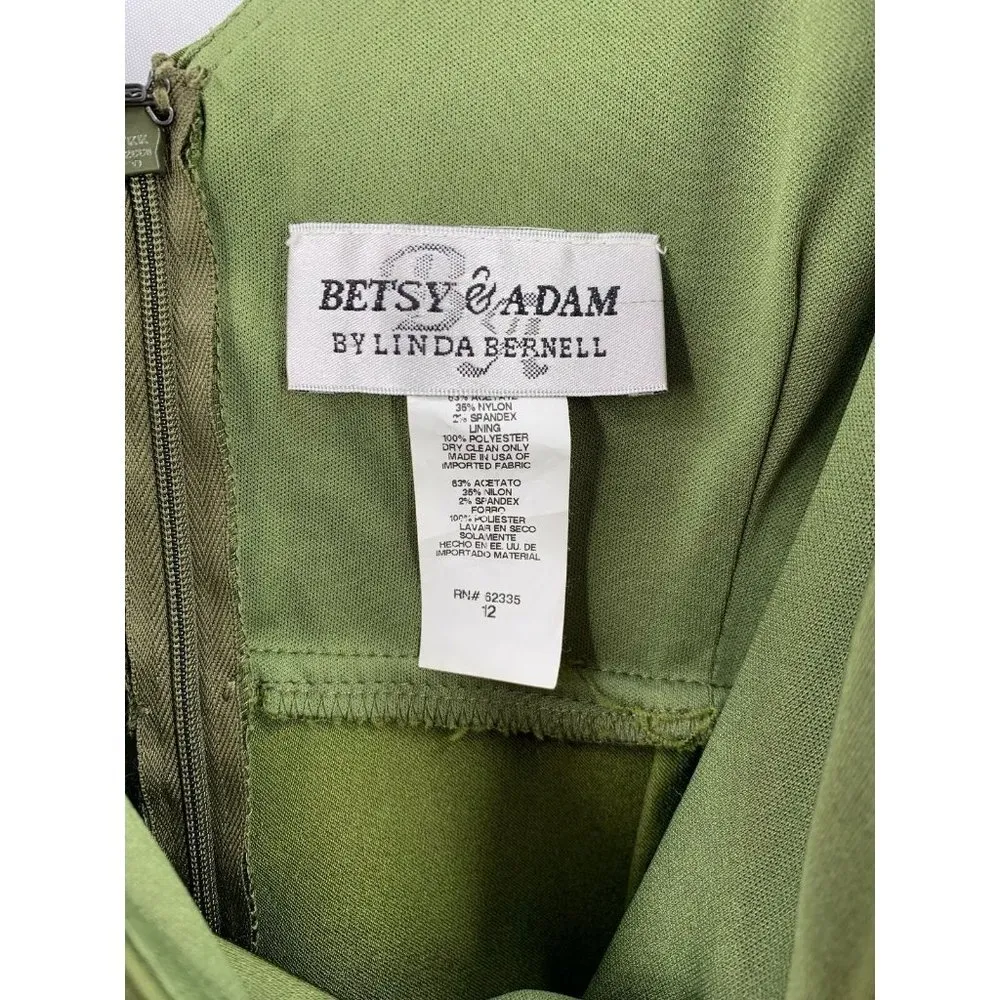 BETSY & ADAM
BY LINDA BERNELL
63% ACETATE
35% NYLON
2% SPANDEX
LINING
100% POLYESTER
DRY CLEAN ONLY
MADE IN USA OF
IMPORTED FABRIC
63% ACETATO
35% NILON
2% SPANDEX
FORRO
100% POLIESTER
LAVAR EN SECO
SOLAMENTE
HECHO EN EE. UU. DE
IMPORTADO MATERIAL
RN# 62335
12